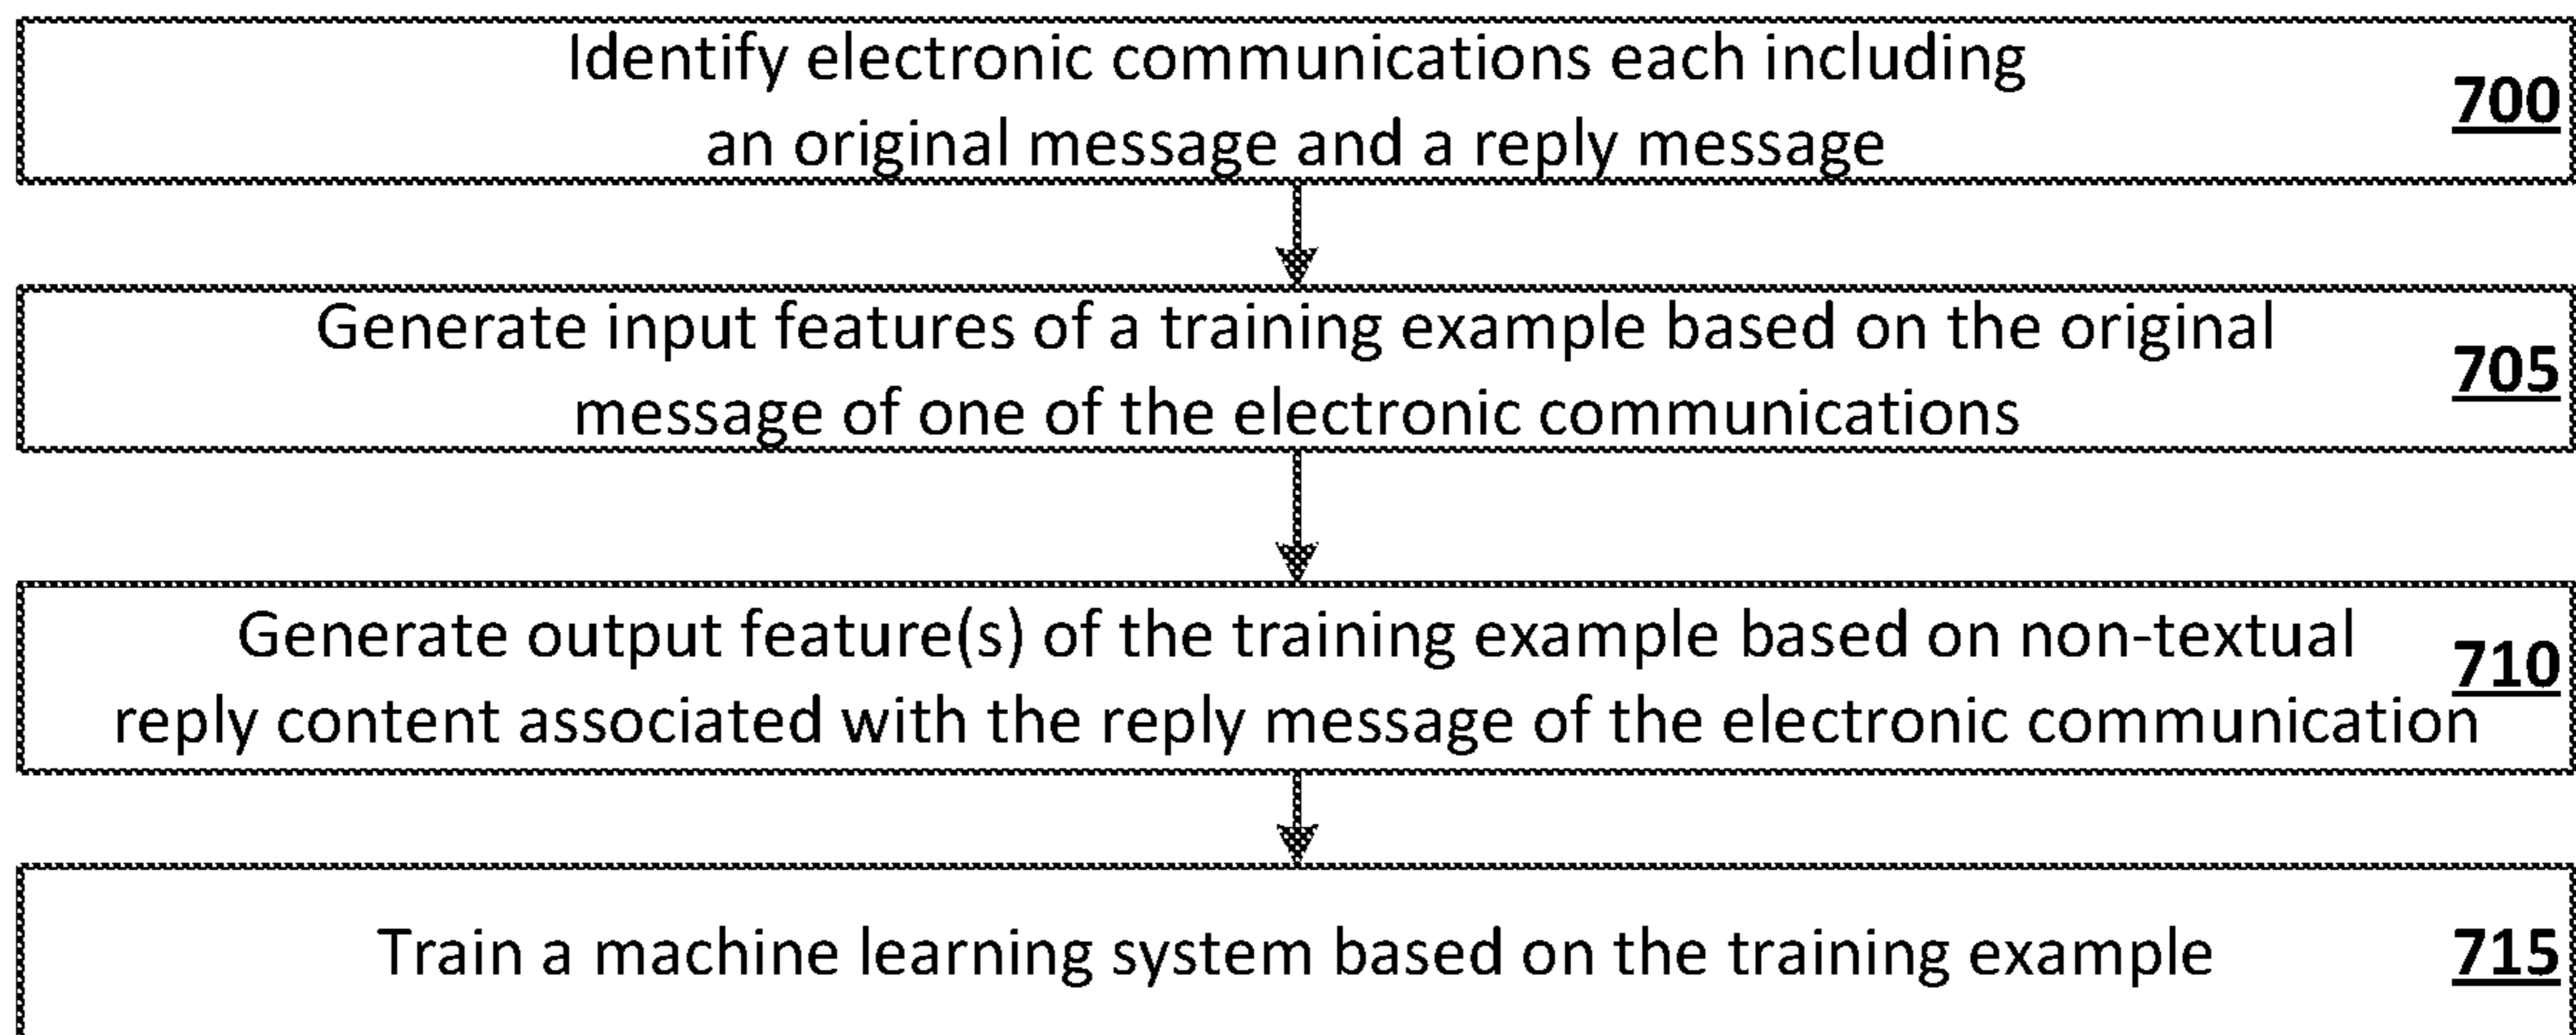 Identify electronic communications each including
an original message and a reply message
700
Generate input features of a training example based on the original
message of one of the electronic communications
705
Generate output feature(s) of the training example based on non-textual
reply content associated with the reply message of the electronic communication
710
Train a machine learning system based on the training example
715